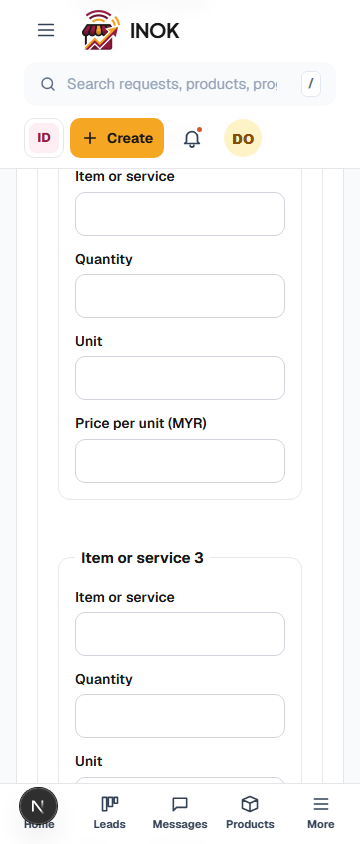 INOK
Search requests, products, prog
/
ID
+ Create
DO
Item or service
Quantity
Unit
Price per unit (MYR)
Item or service 3
Item or service
Quantity
Unit
N
Home
Leads
Messages
Products
More